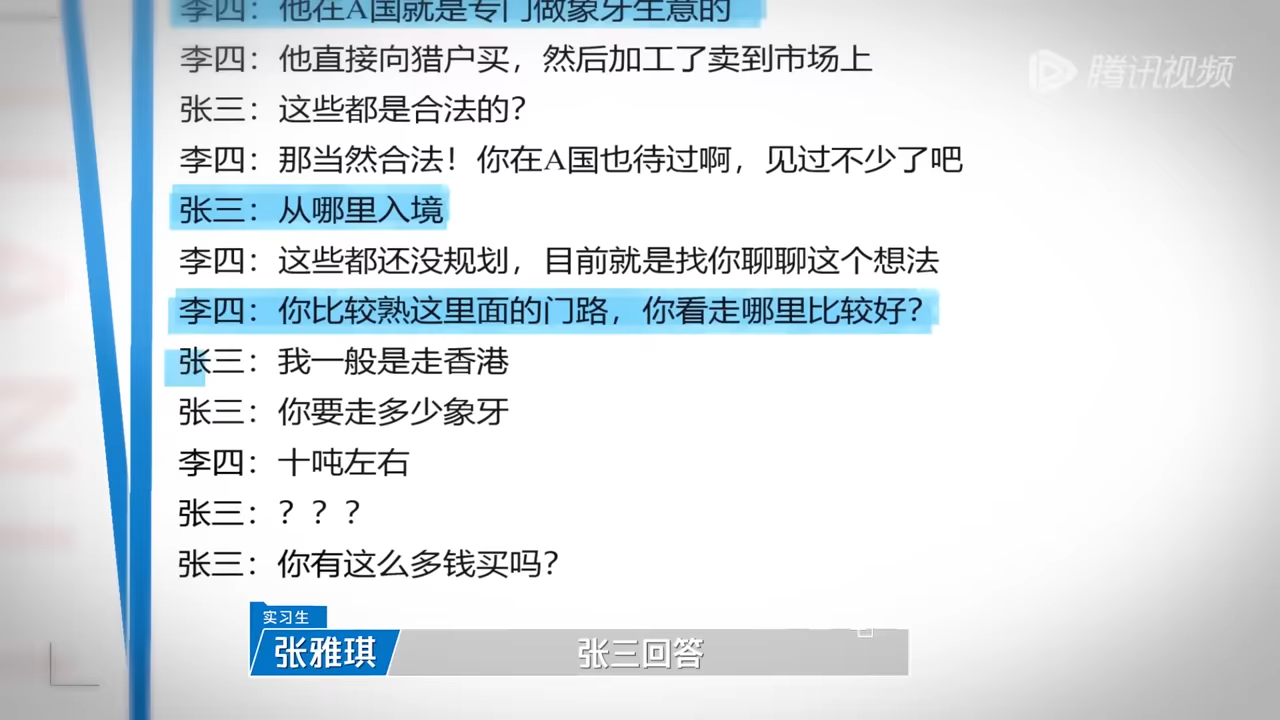 李四：他在A国就是专门做象牙生意的
腾讯视频
李四：他直接向猎户买，然后加工了卖到市场上
张三：这些都是合法的？
李四：那当然合法！你在A国也待过啊，见过不少了吧
张三：从哪里入境
李四：这些都还没规划，目前就是找你聊聊这个想法
李四：你比较熟这里面的门路，你看走哪里比较好？
张三：我一般是走香港
张三：你要走多少象牙
李四：十吨左右
张三：？？？
张三：你有这么多钱买吗？
实习生
张雅琪
张三回答